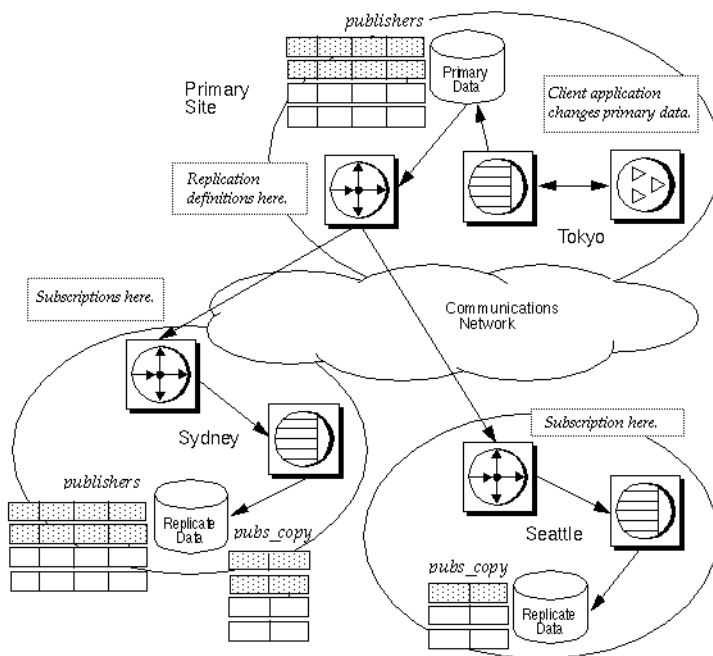 publishers
Primary
Data
Primary
Site
Client application
changes primary data.
Replication
definitions here.
Tokyo
Subscriptions here.
Communications
Network
Sydney
Subscription here.
publishers
Replicate
Data
pubs_copy
Seattle
pubs_copy
Replicate
Data